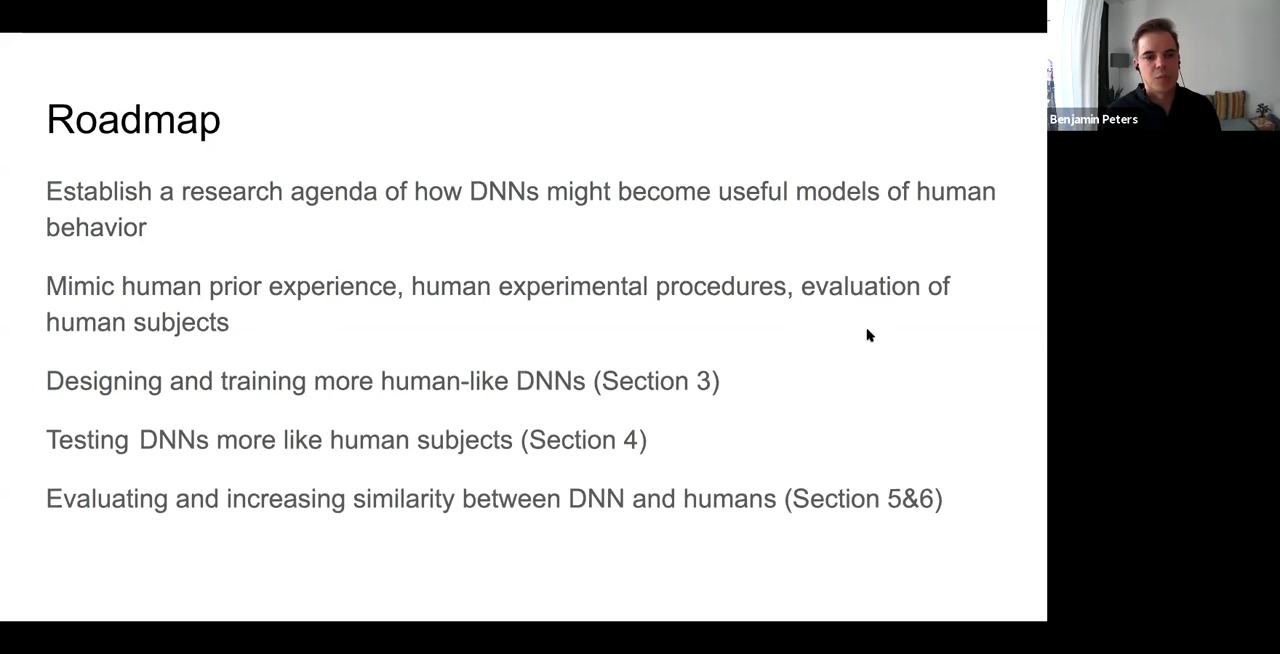 Roadmap
Establish a research agenda of how DNNs might become useful models of human
behavior
Mimic human prior experience, human experimental procedures, evaluation of
human subjects
Designing and training more human-like DNNs (Section 3)
Testing DNNs more like human subjects (Section 4)
Evaluating and increasing similarity between DNN and humans (Section 5&6)
Benjamin Peters